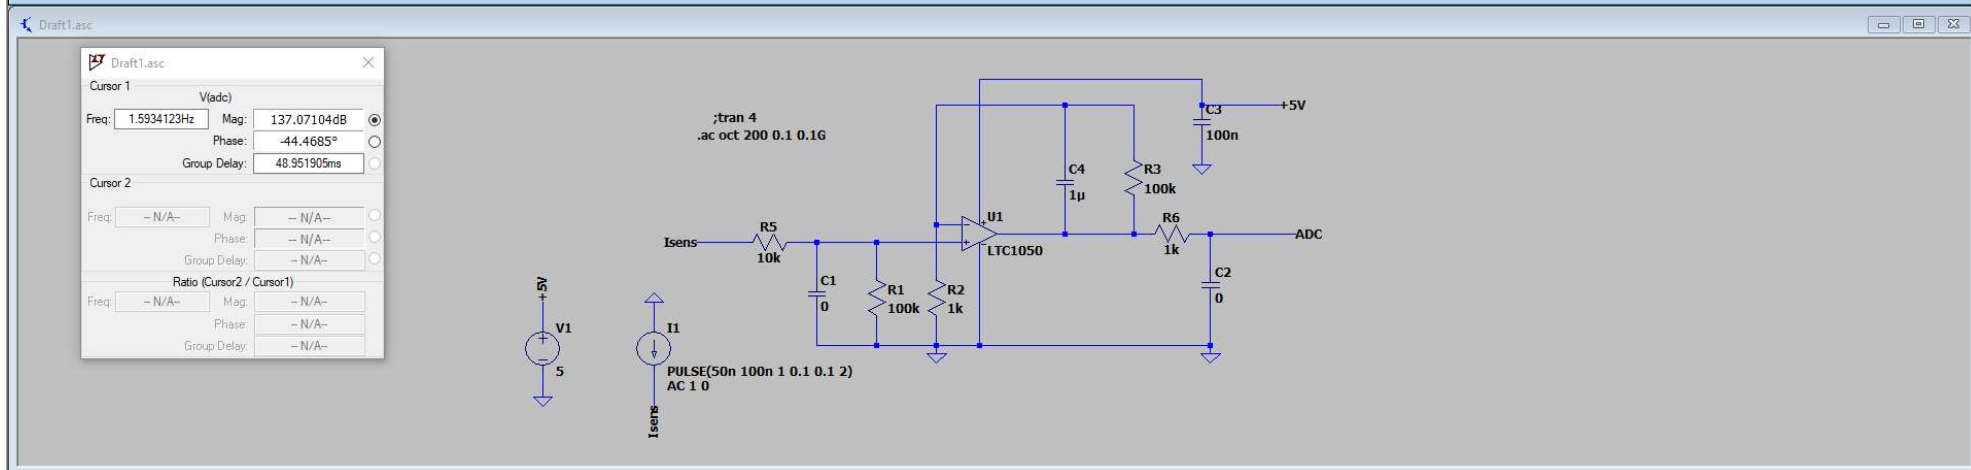 Draft1.asc
Draft1.asc
Cursor 1
V(adc)
Freq: 1.5934123Hz Mag: 137.07104dB
Phase: -44.4685°
Group Delay: 48.951905ms
Cursor 2
Freq: -- N/A-- Mag: -- N/A--
Phase: -- N/A--
Group Delay: -- N/A--
Ratio (Cursor2 / Cursor1)
Freq: -- N/A-- Mag: -- N/A--
Phase: -- N/A--
Group Delay: -- N/A--
;tran 4
.ac oct 200 0.1 0.1G
C3
100n
+5V
C4
1µ
R3
100k
Isens
R5
10k
U1
LTC1050
R6
1k
ADC
C1
0
R1
100k
R2
1k
C2
0
+5V
V1
5
I1
PULSE(50n 100n 1 0.1 0.1 2)
AC 1 0
Isens